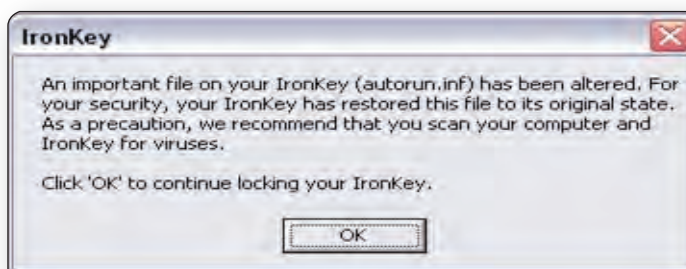 IronKey
An important file on your IronKey (autorun.inf) has been altered. For
your security, your IronKey has restored this file to its original state.
As a precaution, we recommend that you scan your computer and
IronKey for viruses.
Click 'OK' to continue locking your IronKey.
OK